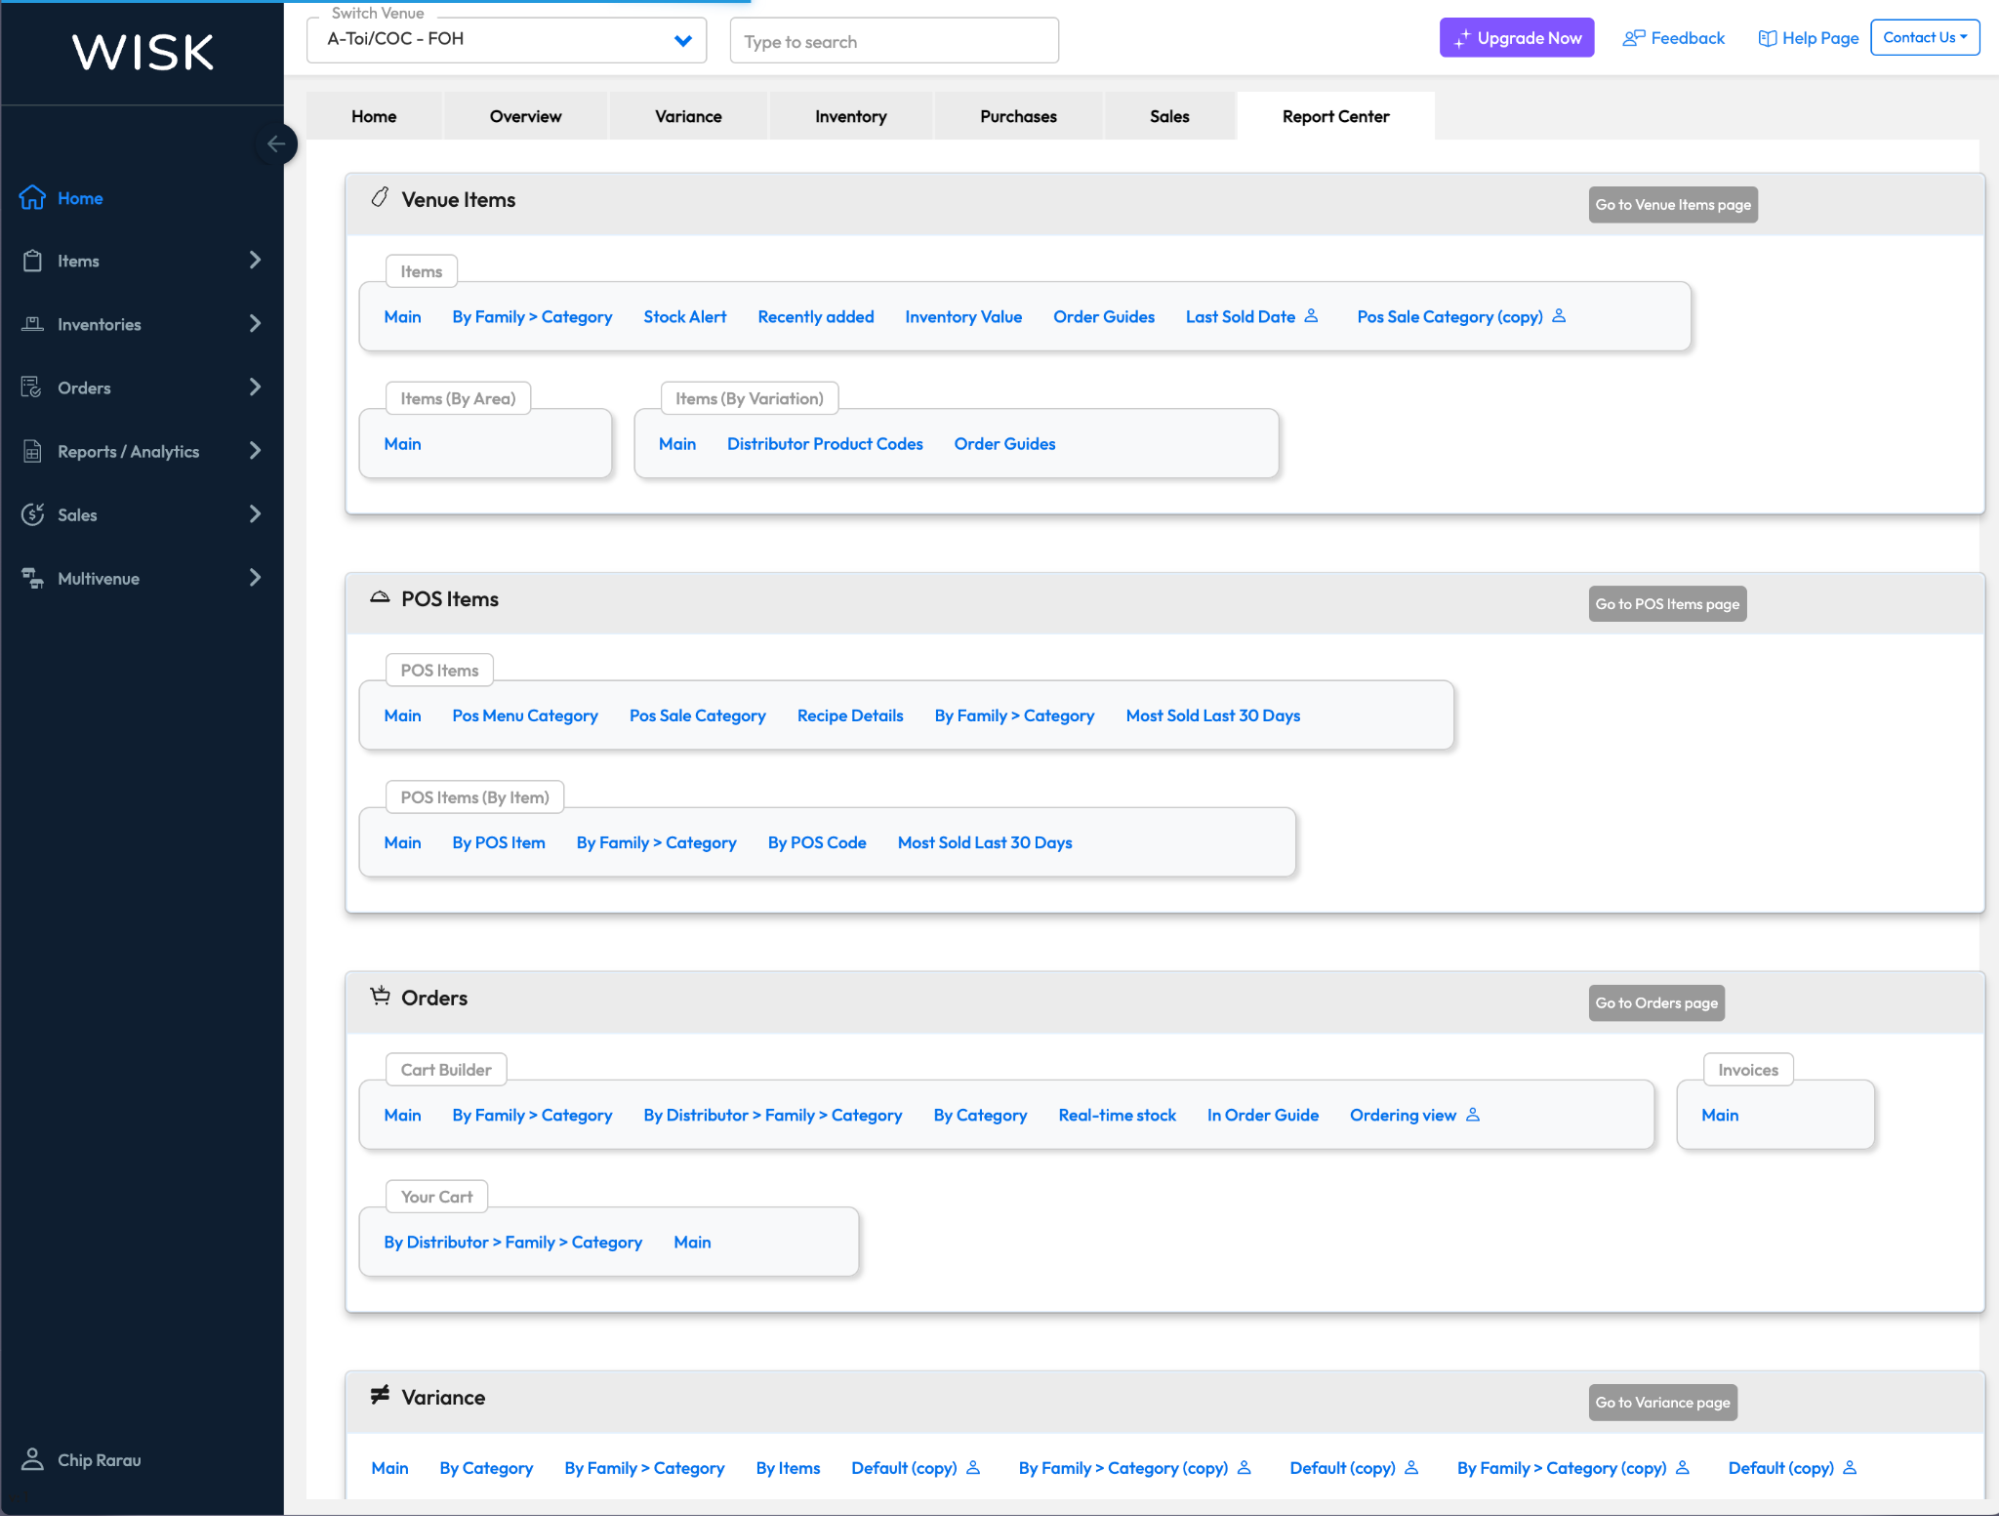 WISK
Switch Venue
A-Toi/COC - FOH
Type to search
Upgrade Now
Feedback
Help Page
Contact Us
Home
Overview
Variance
Inventory
Purchases
Sales
Report Center
Home
Items
Inventories
Orders
Reports / Analytics
Sales
Multivenue
Chip Rarau
Venue Items
Go to Venue Items page
Items
Main By Family > Category Stock Alert Recently added Inventory Value Order Guides Last Sold Date Pos Sale Category (copy)
Items (By Area)
Main
Items (By Variation)
Main Distributor Product Codes Order Guides
POS Items
Go to POS Items page
POS Items
Main Pos Menu Category Pos Sale Category Recipe Details By Family > Category Most Sold Last 30 Days
POS Items (By Item)
Main By POS Item By Family > Category By POS Code Most Sold Last 30 Days
Orders
Go to Orders page
Cart Builder
Main By Family > Category By Distributor > Family > Category By Category Real-time stock In Order Guide Ordering view
Invoices
Main
Your Cart
By Distributor > Family > Category Main
Variance
Go to Variance page
Main By Category By Family > Category By Items Default (copy) By Family > Category (copy) Default (copy) By Family > Category (copy) Default (copy)